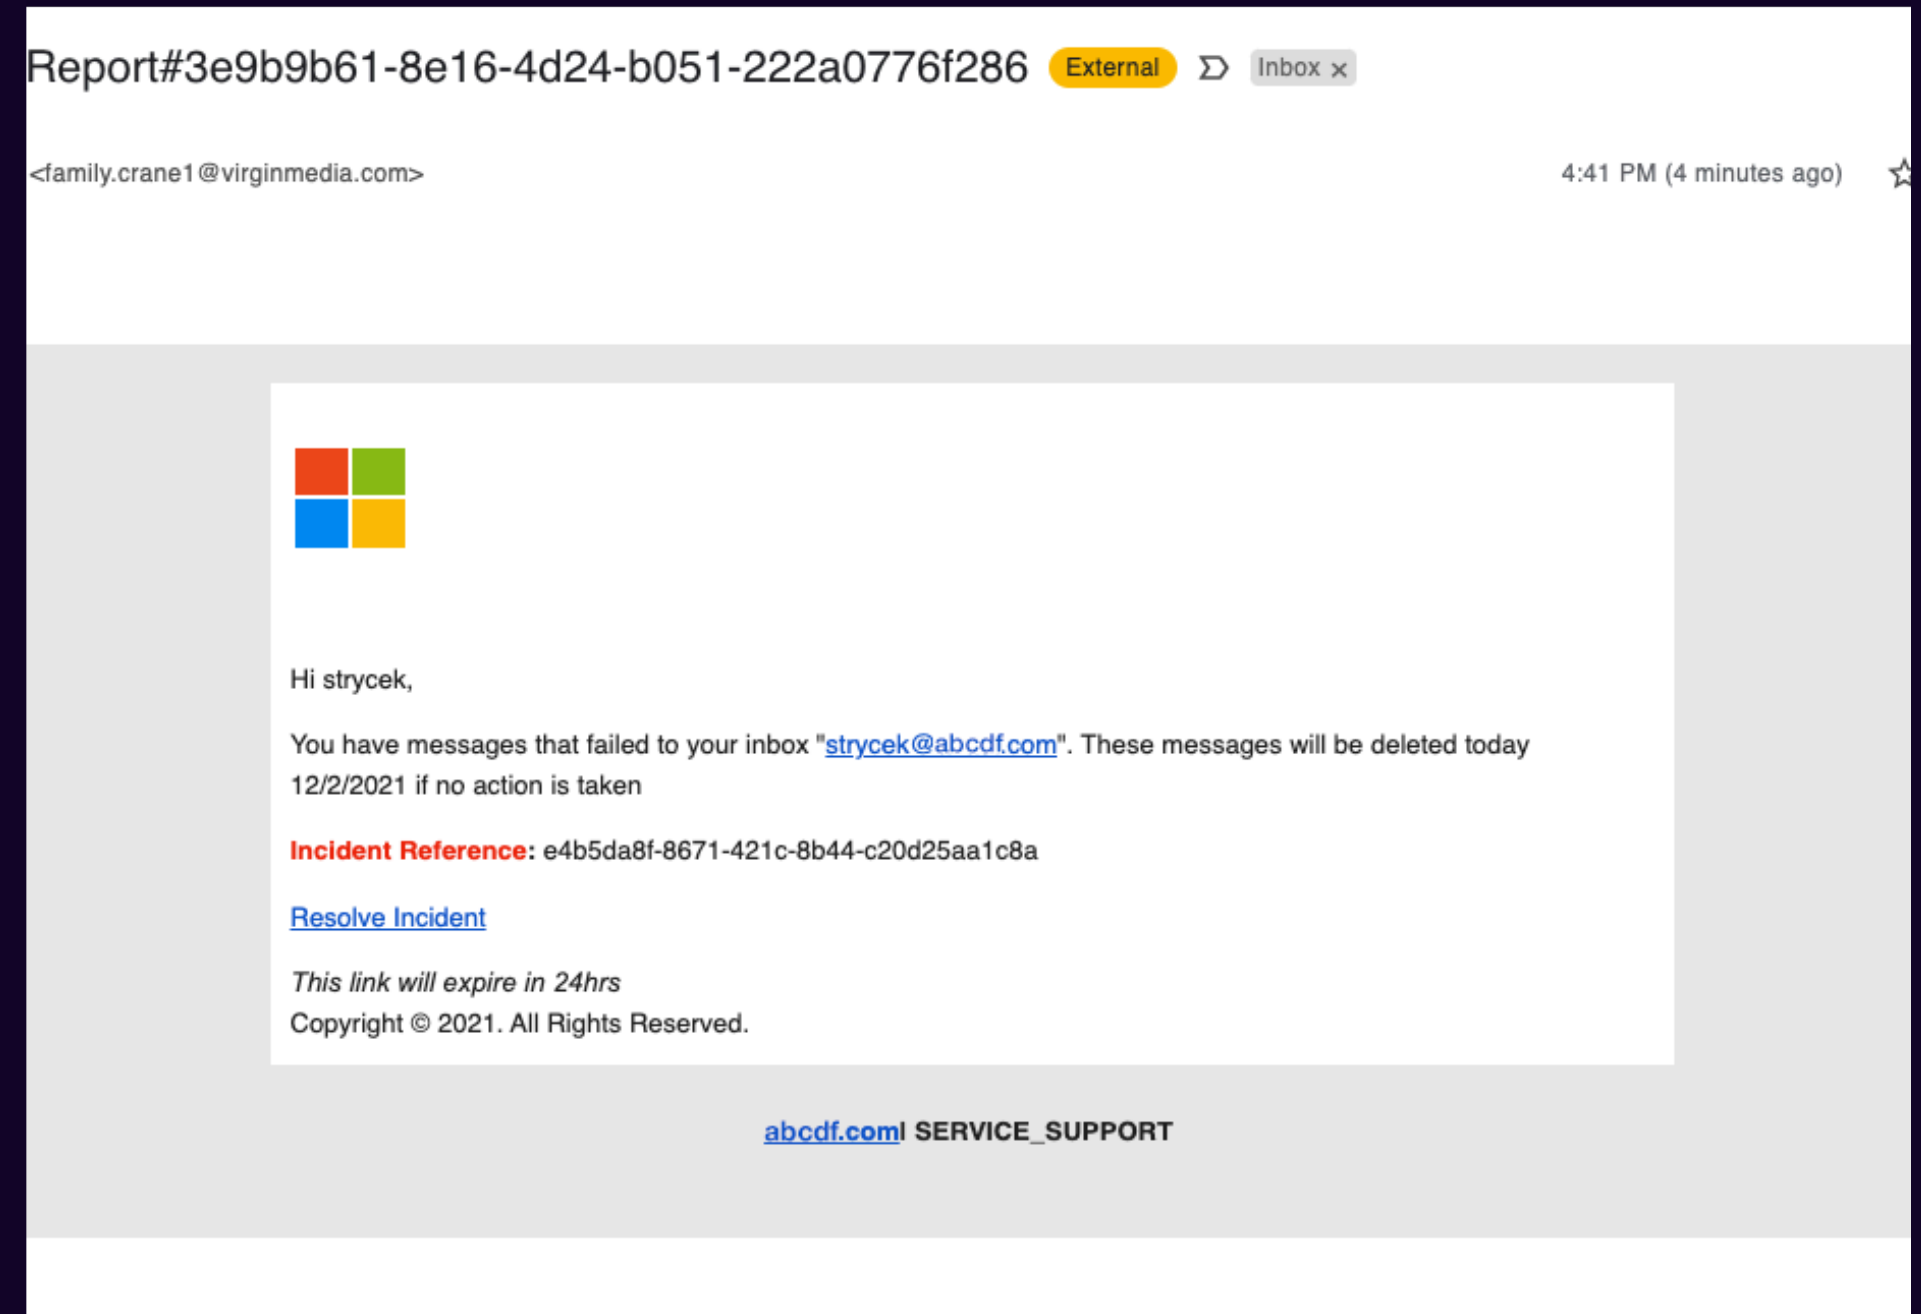 Report#3e9b9b61-8e16-4d24-b051-222a0776f286 External Inbox x
<family.crane1@virginmedia.com> 4:41 PM (4 minutes ago)
Hi strycek,
You have messages that failed to your inbox "strycek@abcdf.com". These messages will be deleted today
12/2/2021 if no action is taken
Incident Reference: e4b5da8f-8671-421c-8b44-c20d25aa1c8a
Resolve Incident
This link will expire in 24hrs
Copyright © 2021. All Rights Reserved.
abcdf.com| SERVICE_SUPPORT